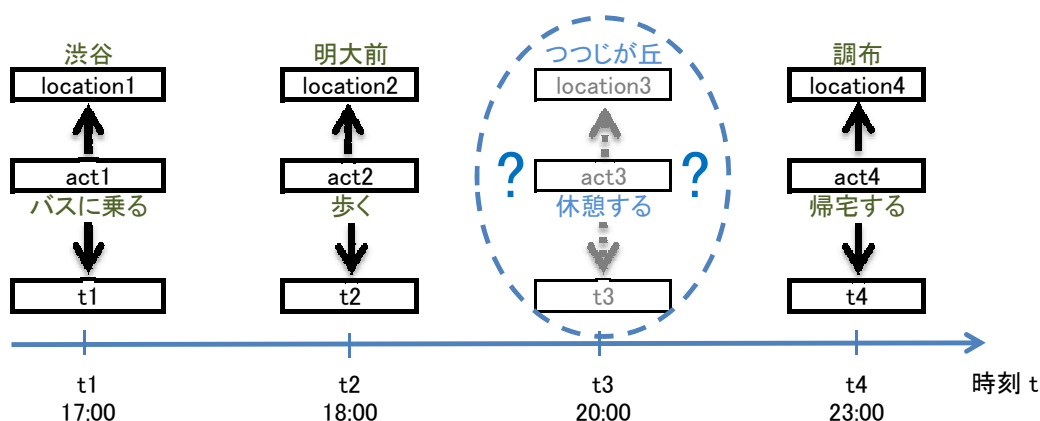 渋谷
location1
act1
バスに乗る
t1
明大前
location2
act2
歩く
t2
つつじが丘
location3
? act3 ?
休憩する
t3
調布
location4
act4
帰宅する
t4
t1
17:00
t2
18:00
t3
20:00
t4
23:00
時刻 t